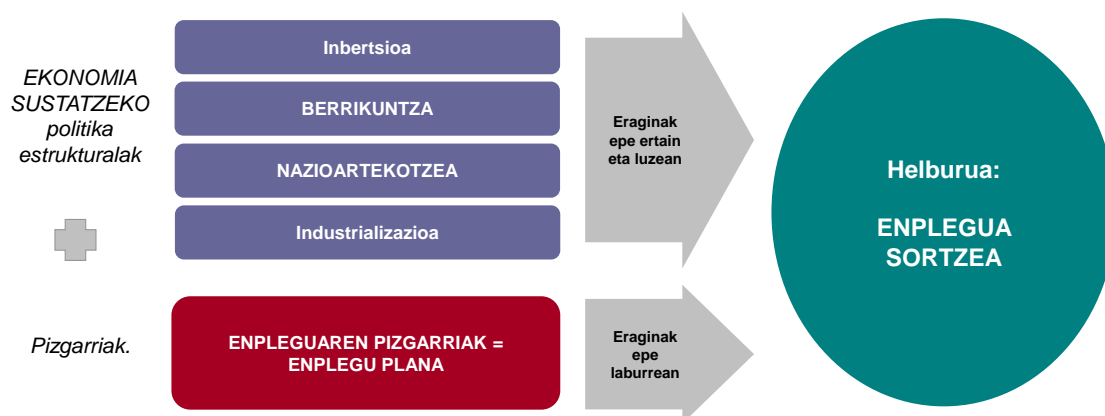 EKONOMIA
SUSTATZEKO
politika
estrukturalak
Inbertsioa
BERRIKUNTZA
NAZIOARTEKOTZEA
Industrializazioa
Eraginak
epe ertain
eta luzean
Helburua:
ENPLEGUA
SORTZEA
Pizgarriak.
ENPLEGUAREN PIZGARRIAK =
ENPLEGU PLANA
Eraginak
epe
laburrean